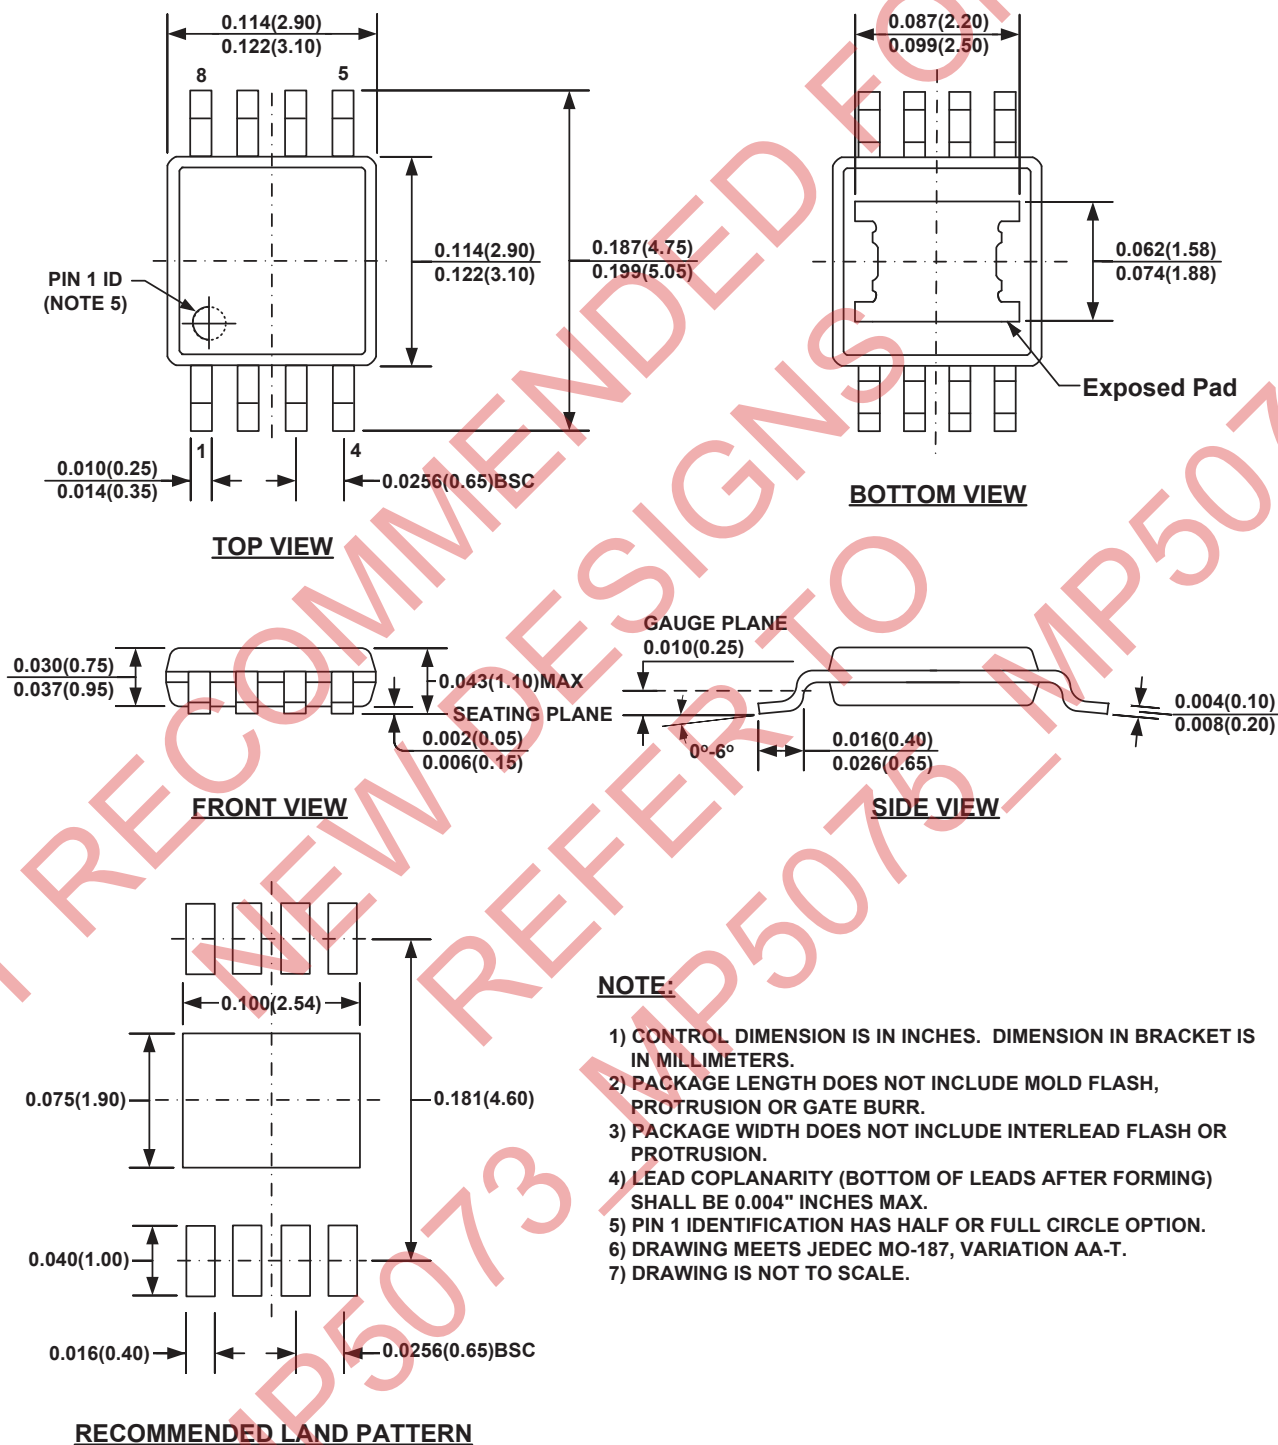 0.114(2.90)
0.122(3.10)
8
5
PIN 1 ID
(NOTE 5)
0.114(2.90)
0.122(3.10)
0.187(4.75)
0.199(5.05)
1
4
0.010(0.25)
0.014(0.35)
0.0256(0.65)BSC
TOP VIEW
0.087(2.20)
0.099(2.50)
0.062(1.58)
0.074(1.88)
Exposed Pad
BOTTOM VIEW
0.030(0.75)
0.037(0.95)
0.043(1.10)MAX
SEATING PLANE
0.002(0.05)
0.006(0.15)
FRONT VIEW
GAUGE PLANE
0.010(0.25)
0º-6º
0.016(0.40)
0.026(0.65)
0.004(0.10)
0.008(0.20)
SIDE VIEW
0.100(2.54)
0.075(1.90)
0.181(4.60)
0.040(1.00)
0.016(0.40)
0.0256(0.65)BSC
RECOMMENDED LAND PATTERN
NOTE:
1) CONTROL DIMENSION IS IN INCHES. DIMENSION IN BRACKET IS
IN MILLIMETERS.
2) PACKAGE LENGTH DOES NOT INCLUDE MOLD FLASH,
PROTRUSION OR GATE BURR.
3) PACKAGE WIDTH DOES NOT INCLUDE INTERLEAD FLASH OR
PROTRUSION.
4) LEAD COPLANARITY (BOTTOM OF LEADS AFTER FORMING)
SHALL BE 0.004" INCHES MAX.
5) PIN 1 IDENTIFICATION HAS HALF OR FULL CIRCLE OPTION.
6) DRAWING MEETS JEDEC MO-187, VARIATION AA-T.
7) DRAWING IS NOT TO SCALE.
RECOMMENDED
NEW DESIGNS
REFER TO
MP5073_MP5075_MP507